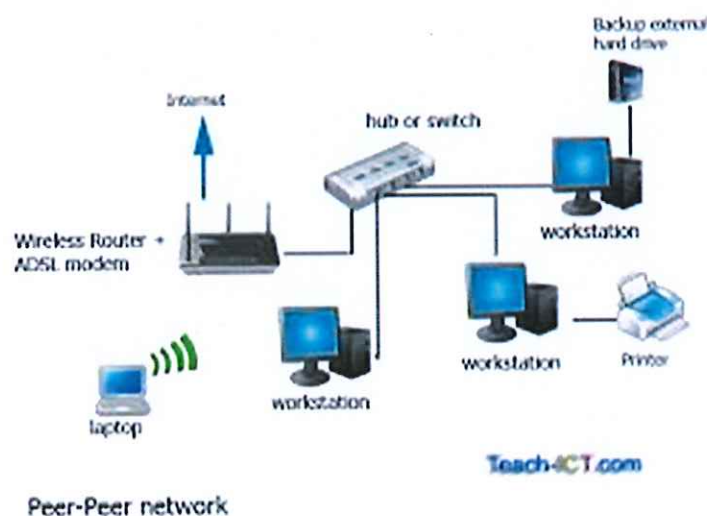 Backup external
hard drive
Internet
hub or switch
workstation
Wireless Router +
ADSL modem
workstation
Printer
workstation
laptop
Teach-ICT.com
Peer-Peer network